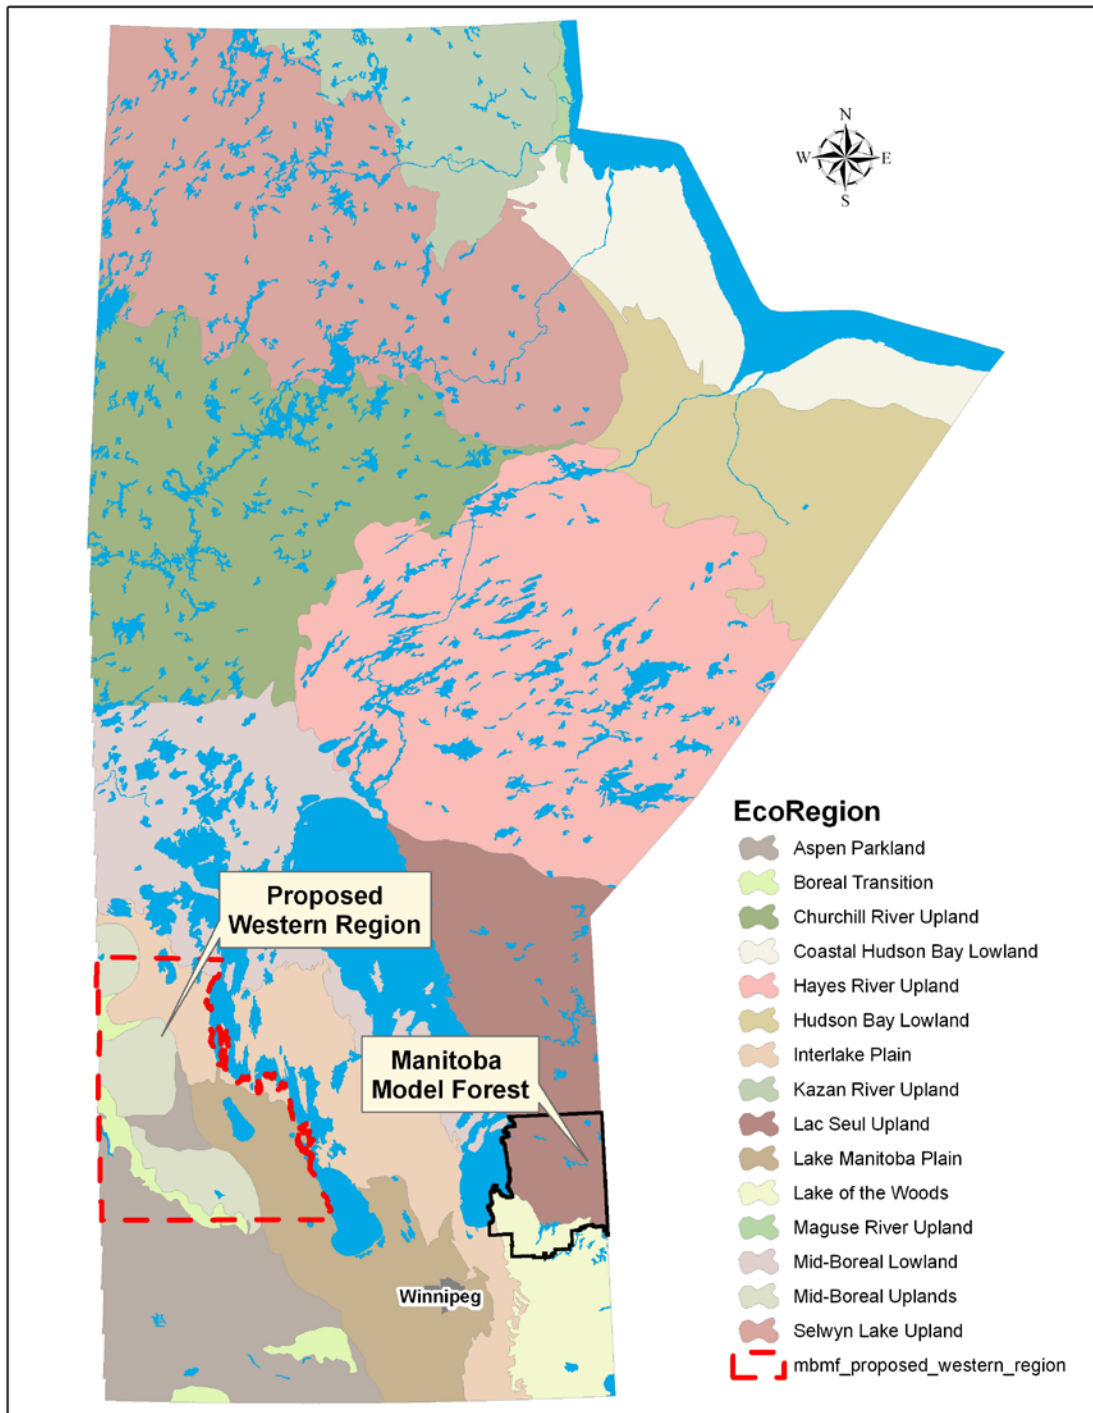 N
W
E
S
Proposed
Western Region
Manitoba
Model Forest
Winnipeg
EcoRegion
Aspen Parkland
Boreal Transition
Churchill River Upland
Coastal Hudson Bay Lowland
Hayes River Upland
Hudson Bay Lowland
Interlake Plain
Kazan River Upland
Lac Seul Upland
Lake Manitoba Plain
Lake of the Woods
Maguse River Upland
Mid-Boreal Lowland
Mid-Boreal Uplands
Selwyn Lake Upland
mbmf_proposed_western_region